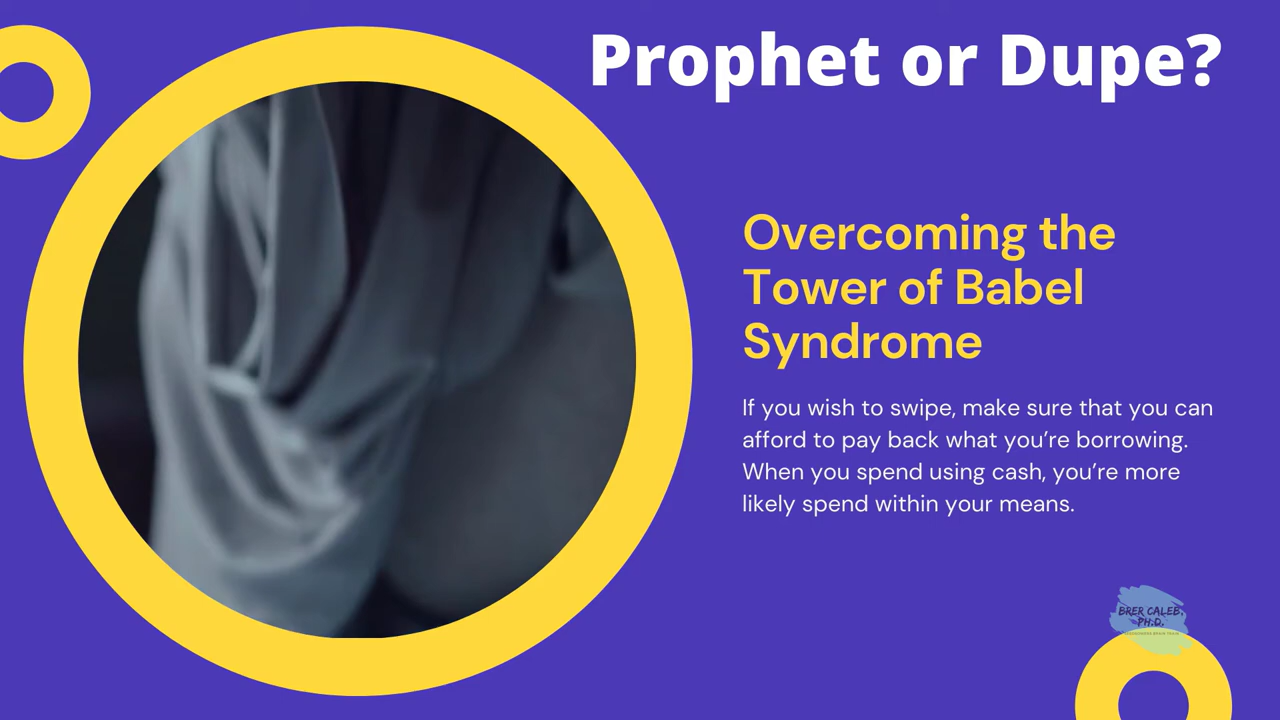 Prophet or Dupe?
Overcoming the
Tower of Babel
Syndrome
If you wish to swipe, make sure that you can
afford to pay back what you’re borrowing.
When you spend using cash, you’re more
likely spend within your means.
BRER CALEB,
PH.D.